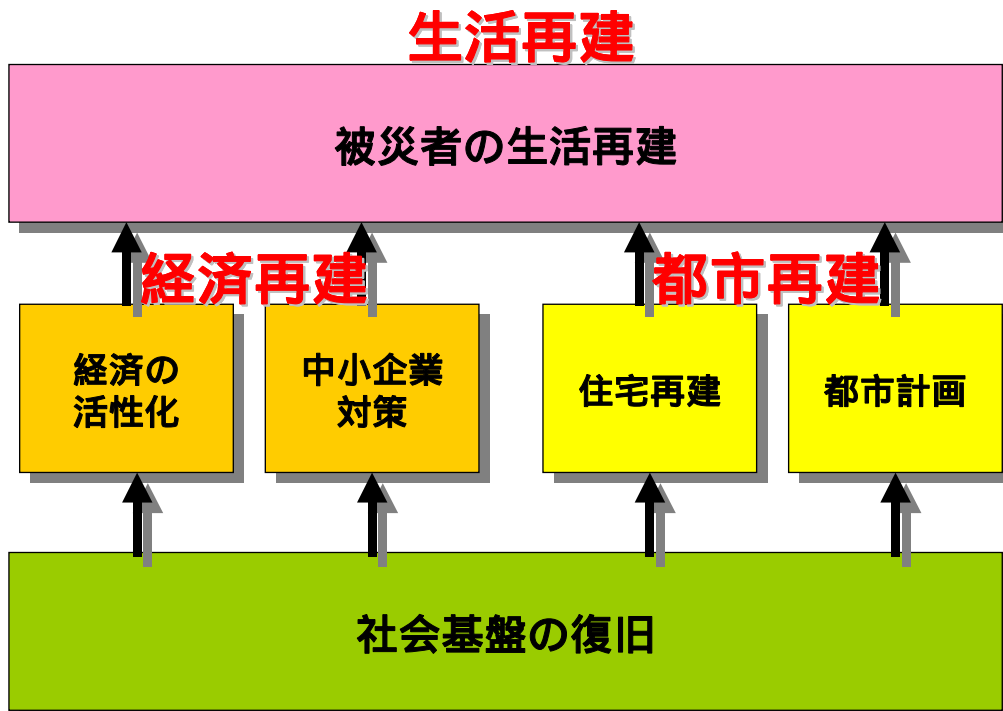 生活再建
被災者の生活再建
経済再建
都市再建
経済の
活性化
中小企業
対策
住宅再建
都市計画
社会基盤の復旧